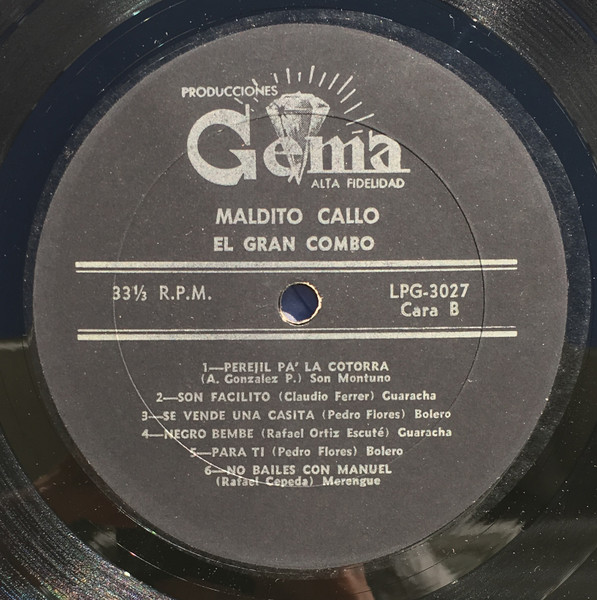 PRODUCCIONES
Gema
ALTA FIDELIDAD
MALDITO CALLO
EL GRAN COMBO
33⅓ R.P.M.
LPG-3027
Cara B
1—PEREJIL PA' LA COTORRA
(A. Gonzalez P.) Son Montuno
2—SON FACILITO (Claudio Ferrer) Guaracha
3—SE VENDE UNA CASITA (Pedro Flores) Bolero
4—NEGRO BEMBE (Rafael Ortiz Escuté) Guaracha
5—PARA TI (Pedro Flores) Bolero
6—NO BAILES CON MANUEL
(Rafael Cepeda) Merengue